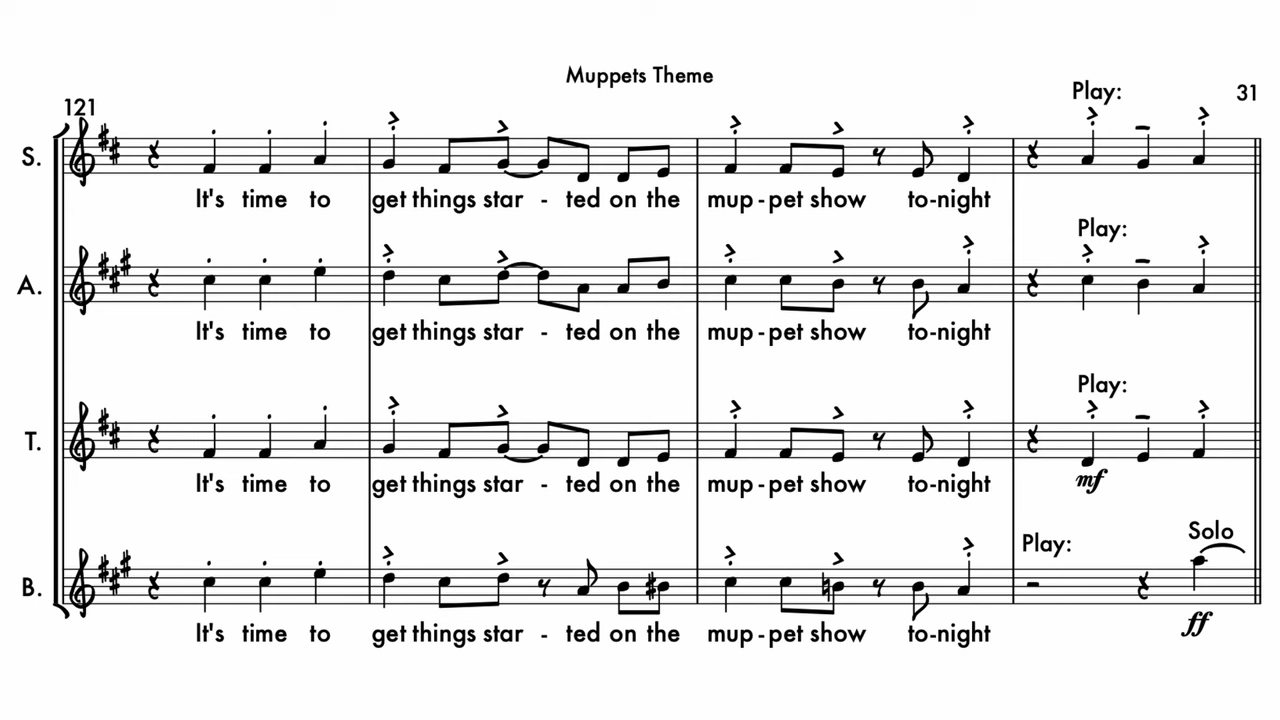 Muppets Theme
121
Play:
31
S.
It's time to get things star - ted on the mup - pet show to-night
Play:
A.
It's time to get things star - ted on the mup - pet show to-night
Play:
T.
mf
It's time to get things star - ted on the mup - pet show to-night
Play:
Solo
B.
ff
It's time to get things star - ted on the mup - pet show to-night